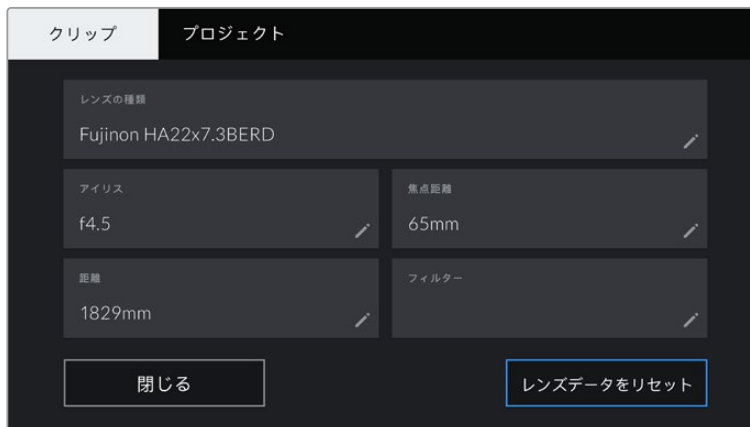 クリップ プロジェクト
レンズの種類
Fujinon HA22x7.3BERD
アイリス 焦点距離
f4.5 65mm
距離 フィルター
1829mm
閉じる レンズデータをリセット